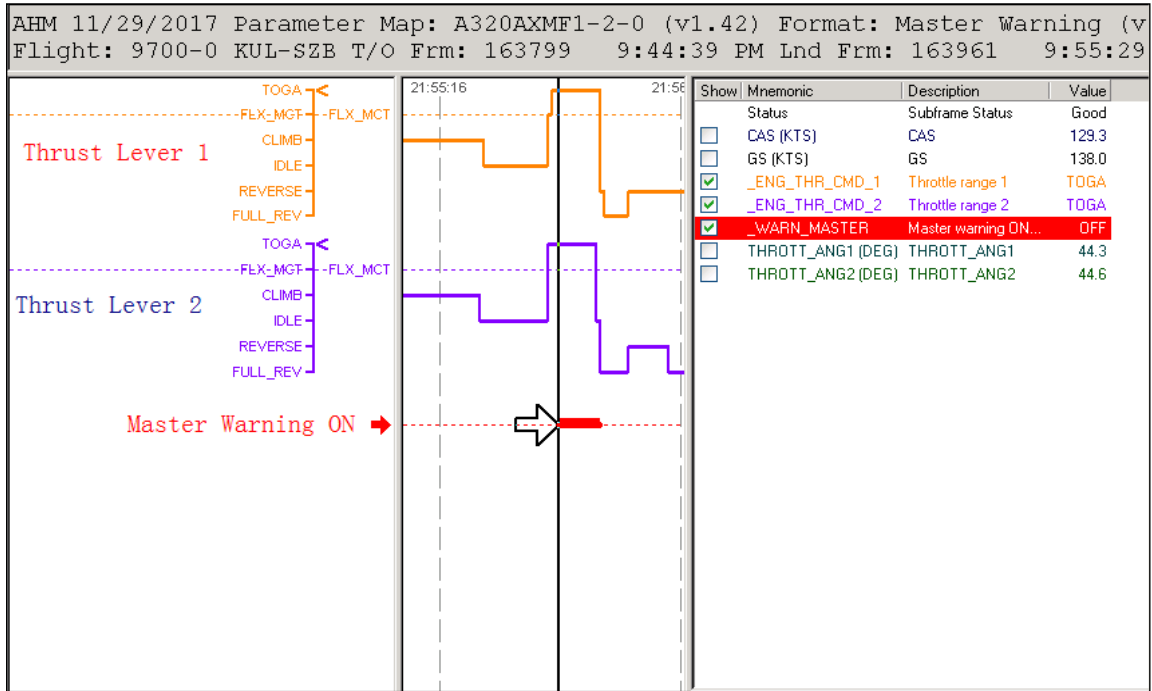 AHM 11/29/2017 Parameter Map: A320AXMF1-2-0 (v1.42) Format: Master Warning (v
Flight: 9700-0 KUL-SZB T/O Frm: 163799 9:44:39 PM Lnd Frm: 163961 9:55:29
21:55:16 21:56
TOGA
FLX_MCT FLX_MCT
CLIMB
Thrust Lever 1
IDLE
REVERSE
FULL_REV
TOGA
FLX_MCT FLX_MCT
CLIMB
Thrust Lever 2
IDLE
REVERSE
FULL_REV
Master Warning ON
Show Mnemonic Description Value
Status Subframe Status Good
CAS (KTS) CAS 129.3
GS (KTS) GS 138.0
_ENG_THR_CMD_1 Throttle range 1 TOGA
_ENG_THR_CMD_2 Throttle range 2 TOGA
_WARN_MASTER Master warning ON... OFF
THROTT_ANG1 (DEG) THROTT_ANG1 44.3
THROTT_ANG2 (DEG) THROTT_ANG2 44.6